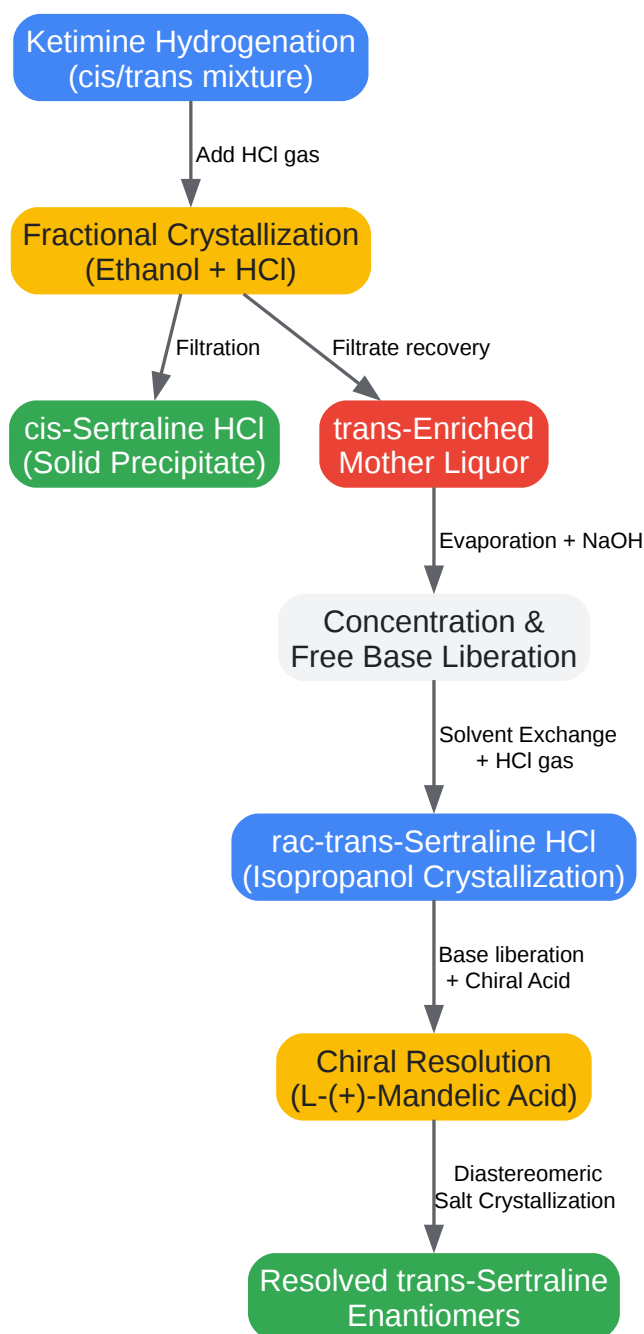 Ketimine Hydrogenation
(cis/trans mixture)
Add HCl gas
Fractional Crystallization
(Ethanol + HCl)
Filtration
Filtrate recovery
cis-Sertraline HCl
(Solid Precipitate)
trans-Enriched
Mother Liquor
Evaporation + NaOH
Concentration &
Free Base Liberation
Solvent Exchange
+ HCl gas
rac-trans-Sertraline HCl
(Isopropanol Crystallization)
Base liberation
+ Chiral Acid
Chiral Resolution
(L-(+)-Mandelic Acid)
Diastereomeric
Salt Crystallization
Resolved trans-Sertraline
Enantiomers